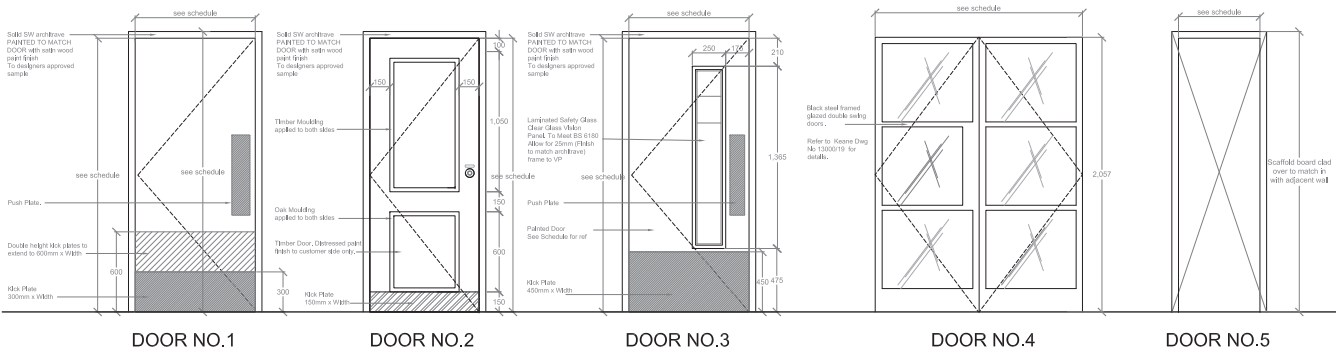 see schedule
Solid SW architrave
PAINTED TO MATCH
DOOR with satin wood
paint finish
To designers approved
sample
see schedule
see schedule
Push Plate.
Double height kick plates to
extend to 600mm x Width
600
Kick Plate
300mm x Width
300
DOOR NO.1
see schedule
Solid SW architrave
PAINTED TO MATCH
DOOR with satin wood
paint finish
To designers approved
sample
100
150
150
Timber Moulding
applied to both sides
1,050
see schedule
150
Oak Moulding
applied to both sides
Timber Door, Distressed paint
finish to customer side only.
600
Kick Plate
150mm x Width
150
DOOR NO.2
see schedule
Solid SW architrave
PAINTED TO MATCH
DOOR with satin wood
paint finish
To designers approved
sample
250
170
210
Laminated Safety Glass
Clear Glass Vision
Panel. To Meet BS 6180
Allow for 25mm (Finish
to match architrave)
frame to VP
1,365
Push Plate
Painted Door
See Schedule for ref
Kick Plate
450mm x Width
450
475
DOOR NO.3
see schedule
Black steel framed
glazed double swing
doors.
Refer to Keane Dwg
No 13000/19 for
details.
2,057
DOOR NO.4
see schedule
Scaffold board clad
over to match in
with adjacent wall
DOOR NO.5